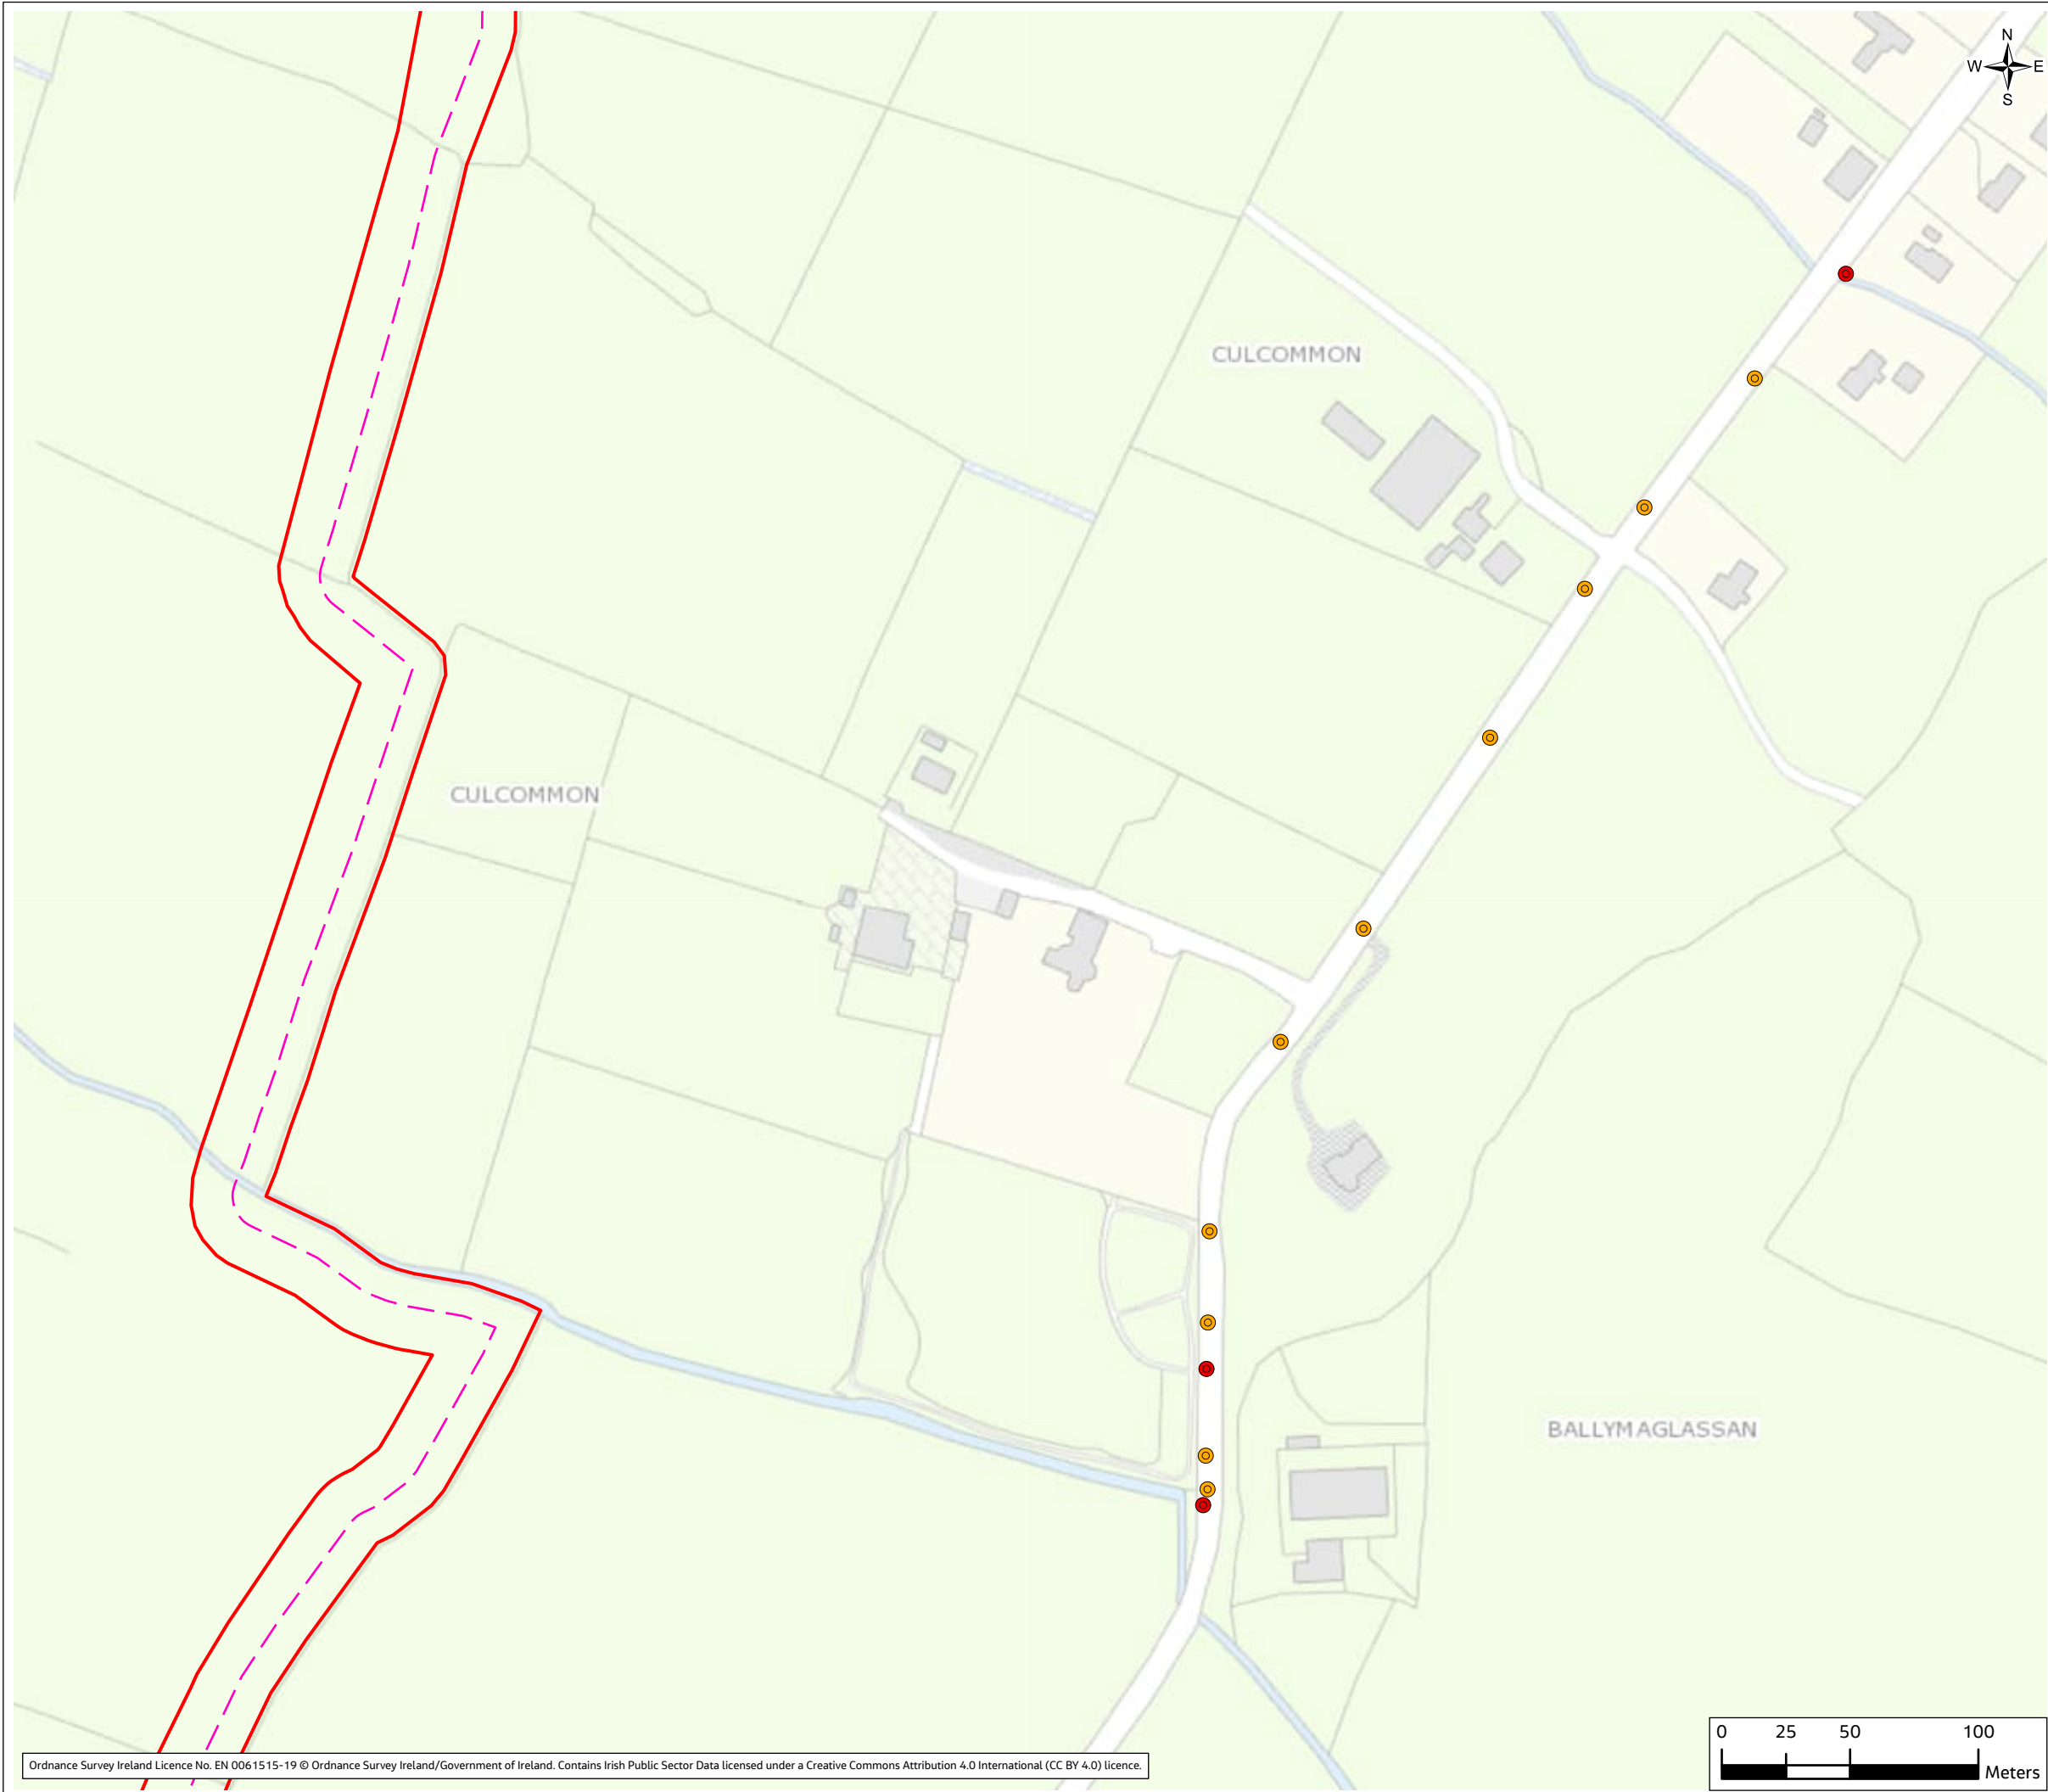 N
W E
S
CULCOMMON
CULCOMMON
BALLYMAGLASSAN
0 25 50 100
Meters
Ordnance Survey Ireland Licence No. EN 0061515-19 © Ordnance Survey Ireland/Government of Ireland. Contains Irish Public Sector Data licensed under a Creative Commons Attribution 4.0 International (CC BY 4.0) licence.